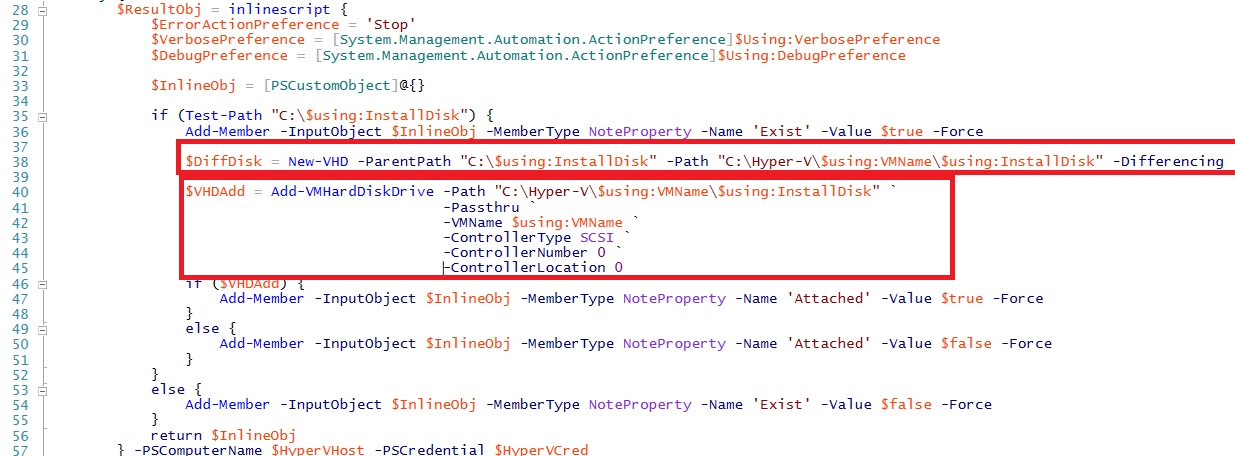 28 $ResultObj = inlinescript {
29 $ErrorActionPreference = 'Stop'
30 $VerbosePreference = [System.Management.Automation.ActionPreference]$Using:VerbosePreference
31 $DebugPreference = [System.Management.Automation.ActionPreference]$Using:DebugPreference
32
33 $InlineObj = [PSCustomObject]@{}
34
35 if (Test-Path "C:\$using:InstallDisk") {
36 Add-Member -InputObject $InlineObj -MemberType NoteProperty -Name 'Exist' -Value $true -Force
37
38 $DiffDisk = New-VHD -ParentPath "C:\$using:InstallDisk" -Path "C:\Hyper-V\$using:VMName\$using:InstallDisk" -Differencing
39
40 $VHDAdd = Add-VMHardDiskDrive -Path "C:\Hyper-V\$using:VMName\$using:InstallDisk" `
41 -Passthru `
42 -VMName $using:VMName `
43 -ControllerType SCSI `
44 -ControllerNumber 0 `
45 -ControllerLocation 0
46 if ($VHDAdd) {
47 Add-Member -InputObject $InlineObj -MemberType NoteProperty -Name 'Attached' -Value $true -Force
48 }
49 else {
50 Add-Member -InputObject $InlineObj -MemberType NoteProperty -Name 'Attached' -Value $false -Force
51 }
52 }
53 else {
54 Add-Member -InputObject $InlineObj -MemberType NoteProperty -Name 'Exist' -Value $false -Force
55 }
56 return $InlineObj
57 } -PSComputerName $HyperVHost -PSCredential $HyperVCred